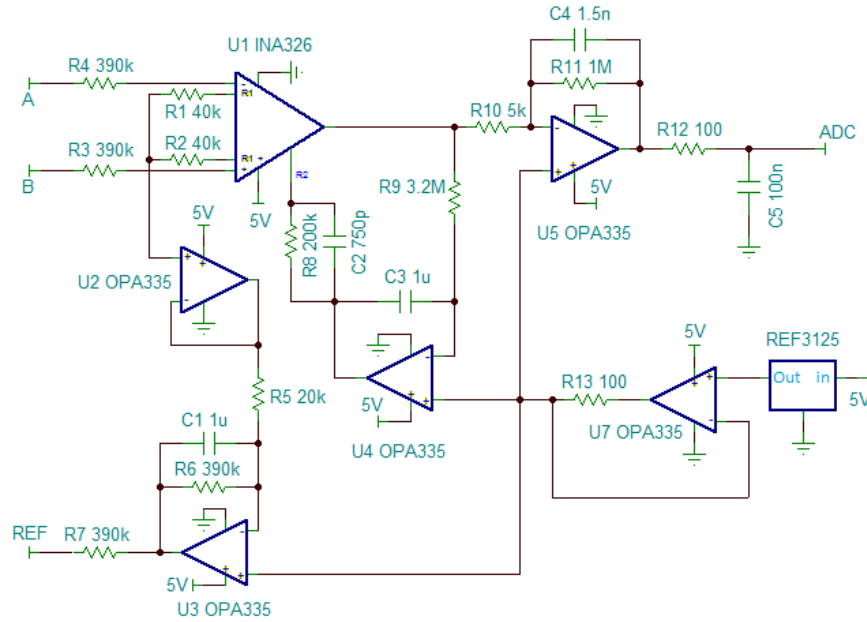 C4 1.5n
U1 INA326
R4 390k
R11 1M
-
A
R1 40k
R1
R10 5k
-
R12 100
ADC
R2 40k
R1
+ +
R3 390k
B
R2
+ +
5V
5V
R9 3.2M
U5 OPA335
C5 100n
5V
R8 200k
C2 750p
+ +
U2 OPA335
-
C3 1u
5V
REF3125
-
R13 100
+ +
Out in
5V
R5 20k
5V
+ +
-
C1 1u
U4 OPA335
U7 OPA335
R6 390k
REF
R7 390k
-
+ +
5V
U3 OPA335